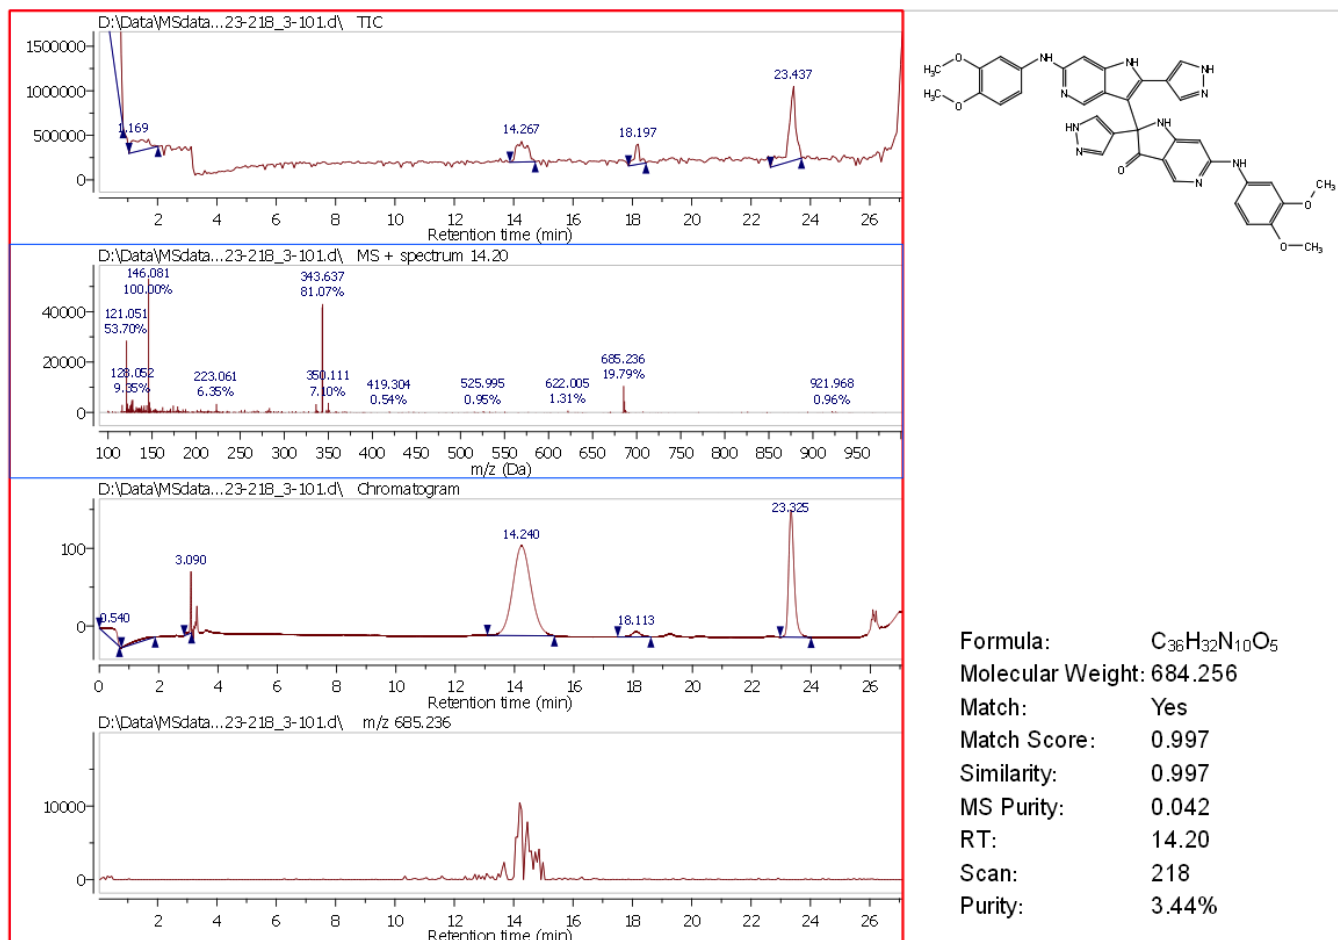 D:\Data\MSdata...23-218_3-101.d\ TIC
1500000
1000000
500000
0
1.169
14.267
18.197
23.437
2 4 6 8 10 12 14 16 18 20 22 24 26
Retention time (min)
D:\Data\MSdata...23-218_3-101.d\ MS + spectrum 14.20
40000
20000
0
146.081
100.00%
121.051
53.70%
128.052
9.35%
223.061
6.35%
343.637
81.07%
350.111
7.10%
419.304
0.54%
525.995
0.95%
622.005
1.31%
685.236
19.79%
921.968
0.96%
100 150 200 250 300 350 400 450 500 550 600 650 700 750 800 850 900 950
m/z (Da)
D:\Data\MSdata...23-218_3-101.d\ Chromatogram
100
0
0.540
3.090
14.240
18.113
23.325
0 2 4 6 8 10 12 14 16 18 20 22 24 26
Retention time (min)
D:\Data\MSdata...23-218_3-101.d\ m/z 685.236
10000
0
2 4 6 8 10 12 14 16 18 20 22 24 26
Retention time (min)
H₃C O NH N NH N NH
H₃C O
HN N NH
O N NH
O CH₃
O CH₃
Formula: C₃₆H₃₂N₁₀O₅
Molecular Weight: 684.256
Match: Yes
Match Score: 0.997
Similarity: 0.997
MS Purity: 0.042
RT: 14.20
Scan: 218
Purity: 3.44%